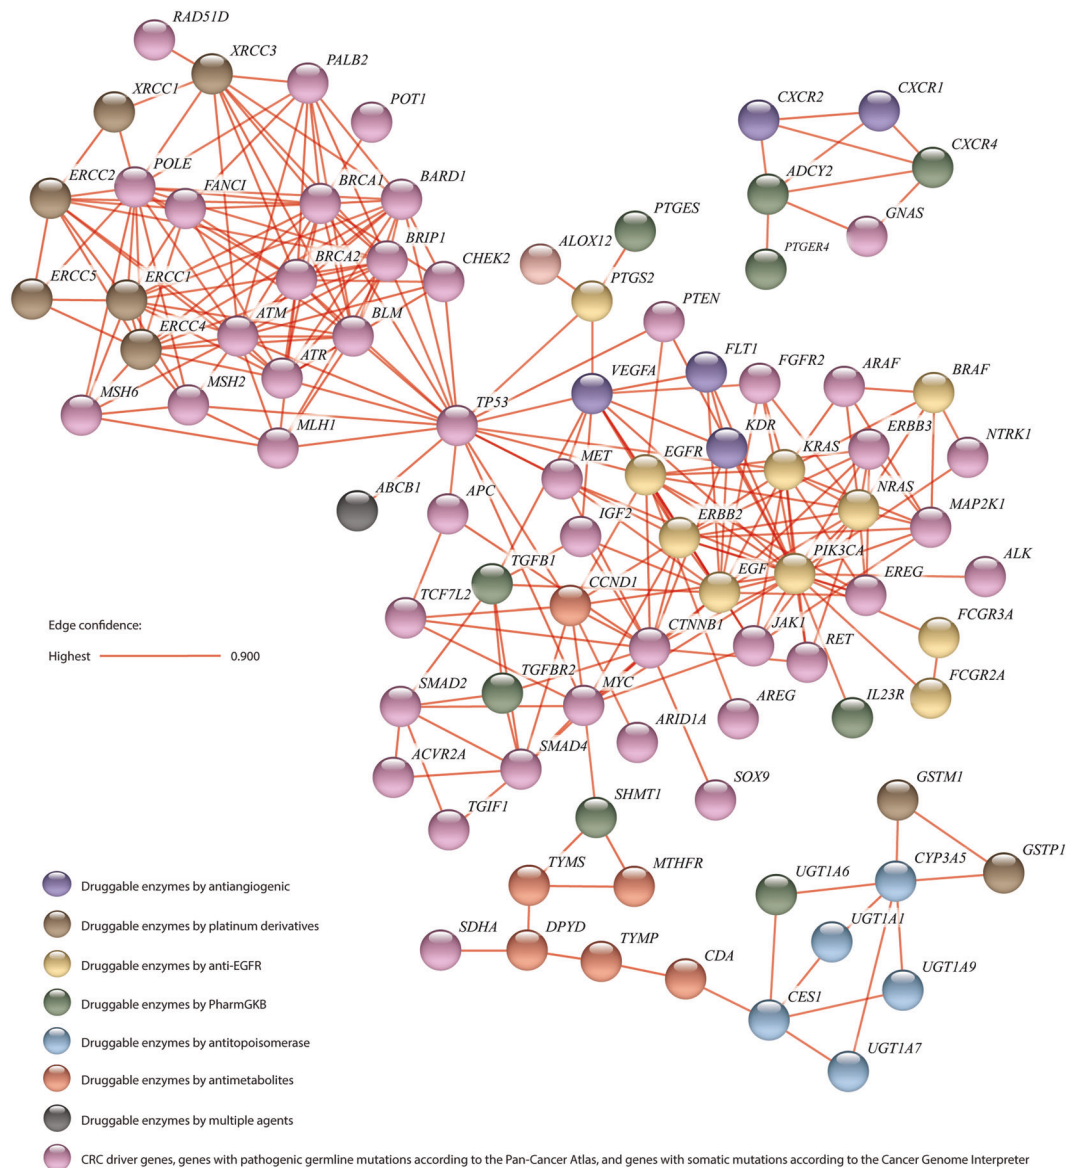 RAD51D
XRCC3
PALB2
XRCC1
POT1
CXCR2
CXCR1
CXCR4
ERCC2
POLE
FANCI
BRCA1
BARD1
ADCY2
GNAS
PTGES
ALOX12
PTGER4
BRIP1
CHEK2
BRCA2
PTGS2
ERCC5
ERCC1
ERCC4
ATM
BLM
ATR
PTEN
FLT1
FGFR2
ARAF
BRAF
VEGFA
MSH6
MSH2
MLH1
TP53
KDR
ERBB3
NTRK1
MET
EGFR
KRAS
NRAS
MAP2K1
ABCB1
APC
IGF2
ERBB2
PIK3CA
ALK
TGFB1
CCND1
EGF
EREG
TCF7L2
CTNNB1
JAK1
RET
FCGR3A
FCGR2A
Edge confidence:
Highest 0.900
SMAD2
TGFBR2
MYC
AREG
IL23R
ARID1A
ACVR2A
SMAD4
SOX9
TGIF1
SHMT1
GSTM1
GSTP1
TYMS
MTHFR
UGT1A6
CYP3A5
UGT1A1
UGT1A9
SDHA
DPYD
TYMP
CDA
CES1
UGT1A7
Druggable enzymes by antiangiogenic
Druggable enzymes by platinum derivatives
Druggable enzymes by anti-EGFR
Druggable enzymes by PharmGKB
Druggable enzymes by antitopoisomerase
Druggable enzymes by antimetabolites
Druggable enzymes by multiple agents
CRC driver genes, genes with pathogenic germline mutations according to the Pan-Cancer Atlas, and genes with somatic mutations according to the Cancer Genome Interpreter